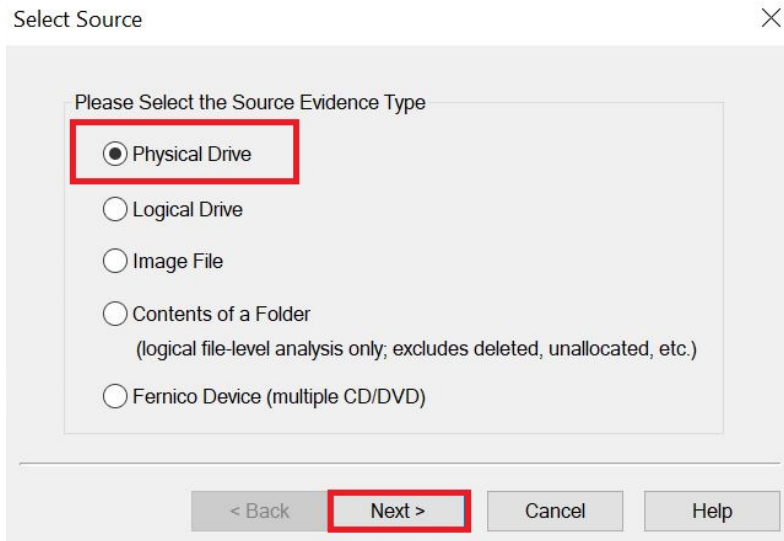 Select Source
Please Select the Source Evidence Type
Physical Drive
Logical Drive
Image File
Contents of a Folder
(logical file-level analysis only; excludes deleted, unallocated, etc.)
Fernico Device (multiple CD/DVD)
< Back Next > Cancel Help